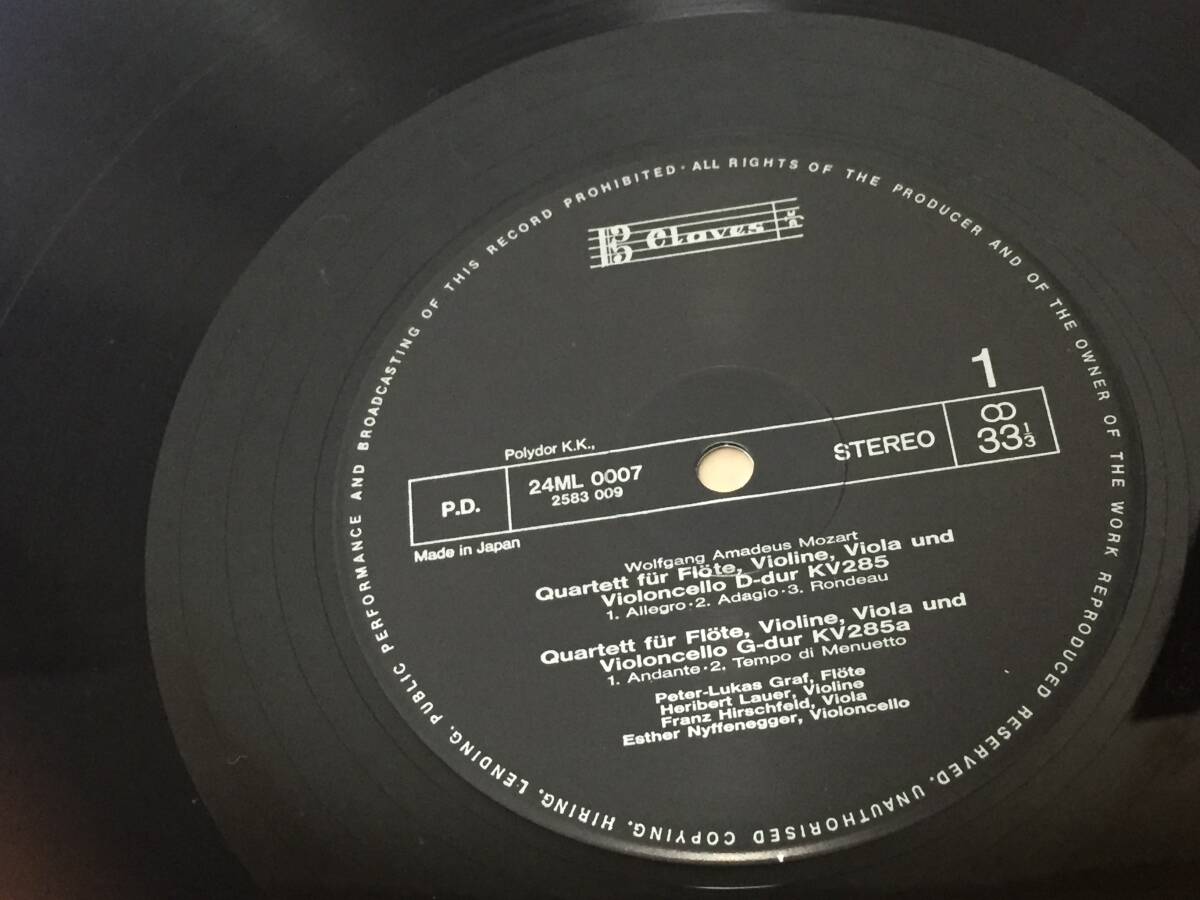 PUBLIC PERFORMANCE AND BROADCASTING OF THIS RECORD PROHIBITED · ALL RIGHTS OF THE PRODUCER AND OF THE OWNER OF THE WORK REPRODUCED RESERVED. UNAUTHORISED COPYING. HIRING. LENDING.
Claves
1
Polydor K.K.,
P.D.
24ML 0007
2583 009
STEREO
33 1/3
Made in Japan
Wolfgang Amadeus Mozart
Quartett für Flöte, Violine, Viola und
Violoncello D-dur KV285
1. Allegro · 2. Adagio · 3. Rondeau
Quartett für Flöte, Violine, Viola und
Violoncello G-dur KV285a
1. Andante · 2. Tempo di Menuetto
Peter-Lukas Graf, Flöte
Heribert Lauer, Violine
Franz Hirschfeld, Viola
Esther Nyffenegger, Violoncello